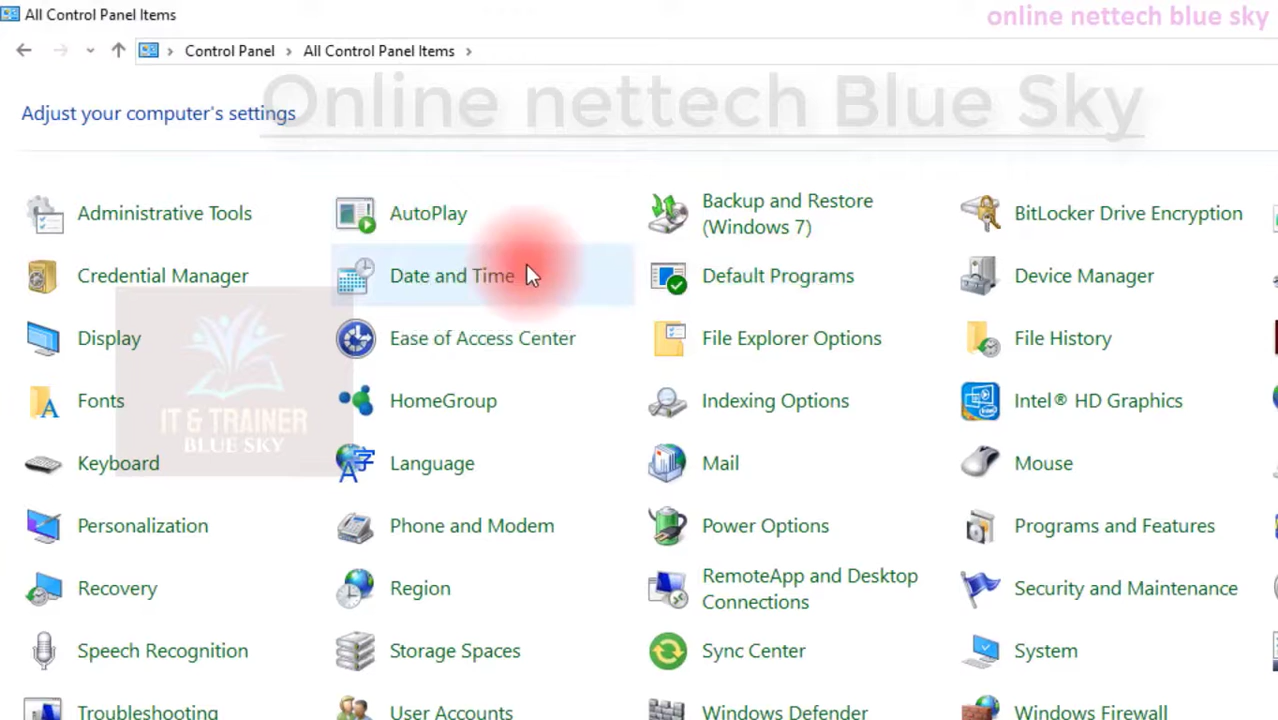 All Control Panel Items
online nettech blue sky
Control Panel
All Control Panel Items
Online nettech Blue Sky
Adjust your computer's settings
Administrative Tools
AutoPlay
Backup and Restore
(Windows 7)
BitLocker Drive Encryption
Credential Manager
Date and Time
Default Programs
Device Manager
Display
Ease of Access Center
File Explorer Options
File History
Fonts
HomeGroup
Indexing Options
Intel® HD Graphics
IT & TRAINER
BLUE SKY
Keyboard
Language
Mail
Mouse
Personalization
Phone and Modem
Power Options
Programs and Features
Recovery
Region
RemoteApp and Desktop
Connections
Security and Maintenance
Speech Recognition
Storage Spaces
Sync Center
System
Troubleshooting
User Accounts
Windows Defender
Windows Firewall